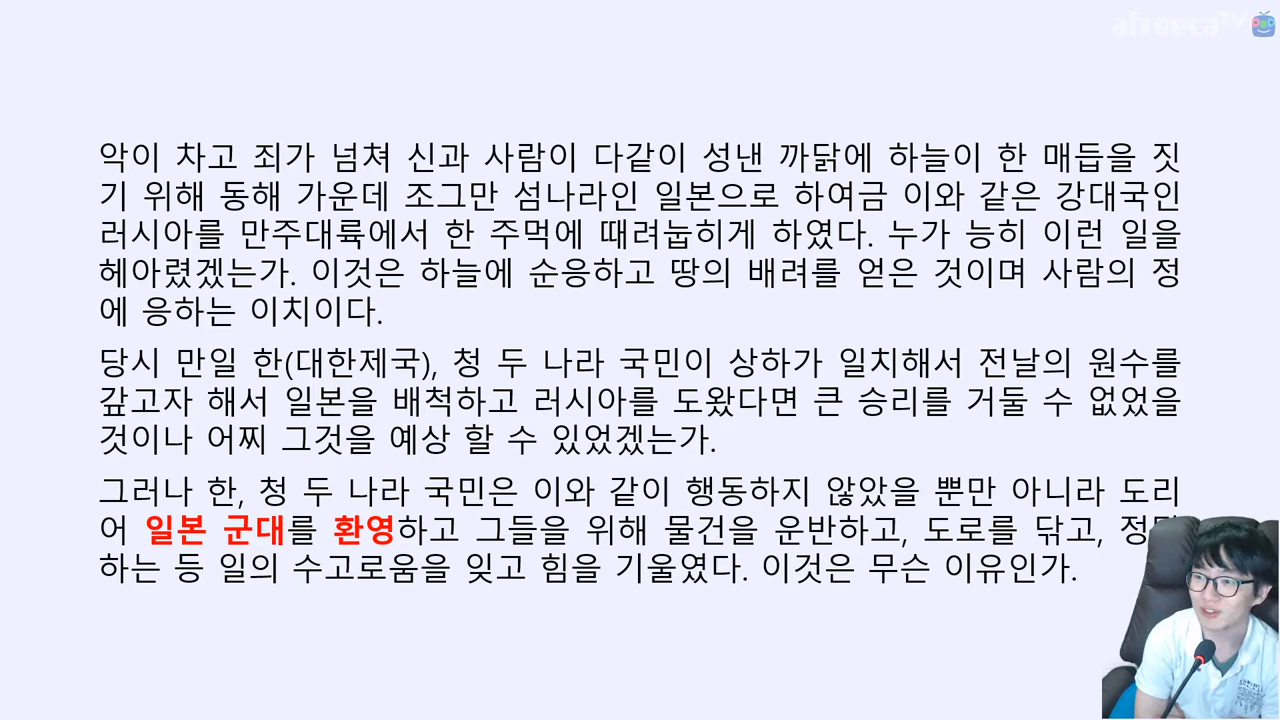 afreecaTV
악이 차고 죄가 넘쳐 신과 사람이 다같이 성낸 까닭에 하늘이 한 매듭을 짓
기 위해 동해 가운데 조그만 섬나라인 일본으로 하여금 이와 같은 강대국인
러시아를 만주대륙에서 한 주먹에 때려눕히게 하였다. 누가 능히 이런 일을
헤아렸겠는가. 이것은 하늘에 순응하고 땅의 배려를 얻은 것이며 사람의 정
에 응하는 이치이다.
당시 만일 한(대한제국), 청 두 나라 국민이 상하가 일치해서 전날의 원수를
갚고자 해서 일본을 배척하고 러시아를 도왔다면 큰 승리를 거둘 수 없었을
것이나 어찌 그것을 예상 할 수 있었겠는가.
그러나 한, 청 두 나라 국민은 이와 같이 행동하지 않았을 뿐만 아니라 도리
어 일본 군대를 환영하고 그들을 위해 물건을 운반하고, 도로를 닦고,
하는 등 일의 수고로움을 잊고 힘을 기울였다. 이것은 무슨 이유인가.